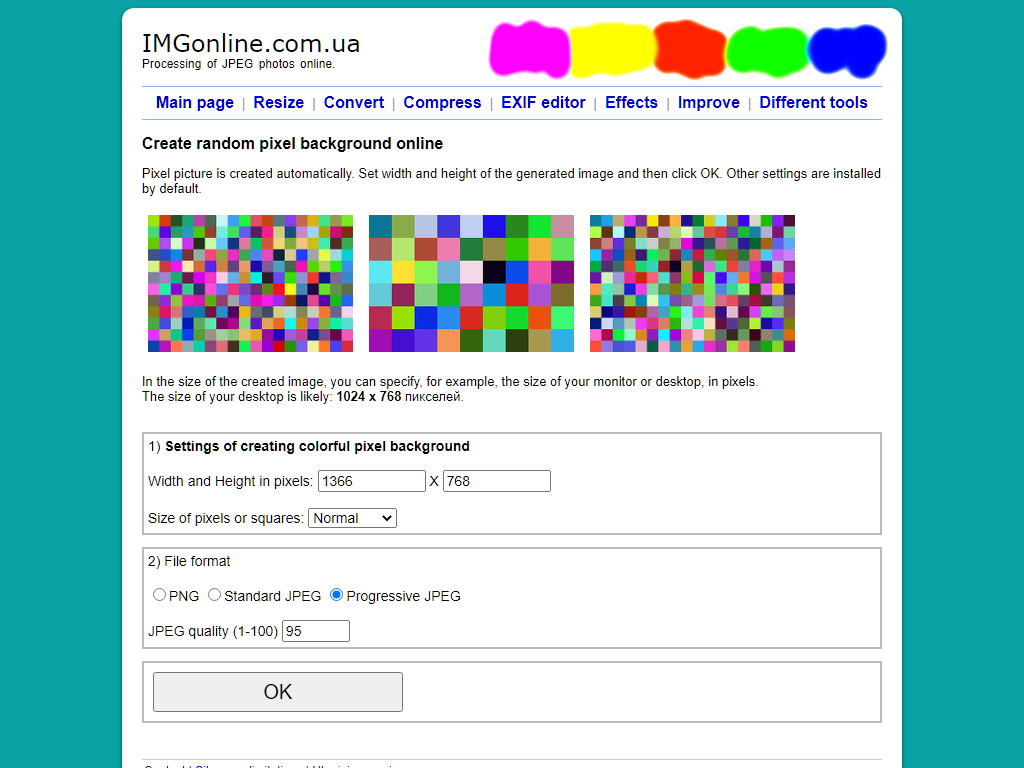 IMGonline.com.ua
Processing of JPEG photos online.
Main page | Resize | Convert | Compress | EXIF editor | Effects | Improve | Different tools
Create random pixel background online
Pixel picture is created automatically. Set width and height of the generated image and then click OK. Other settings are installed
by default.
In the size of the created image, you can specify, for example, the size of your monitor or desktop, in pixels.
The size of your desktop is likely: 1024 x 768 пикселей.
1) Settings of creating colorful pixel background
Width and Height in pixels: 1366 X 768
Size of pixels or squares: Normal
2) File format
PNG Standard JPEG Progressive JPEG
JPEG quality (1-100) 95
OK